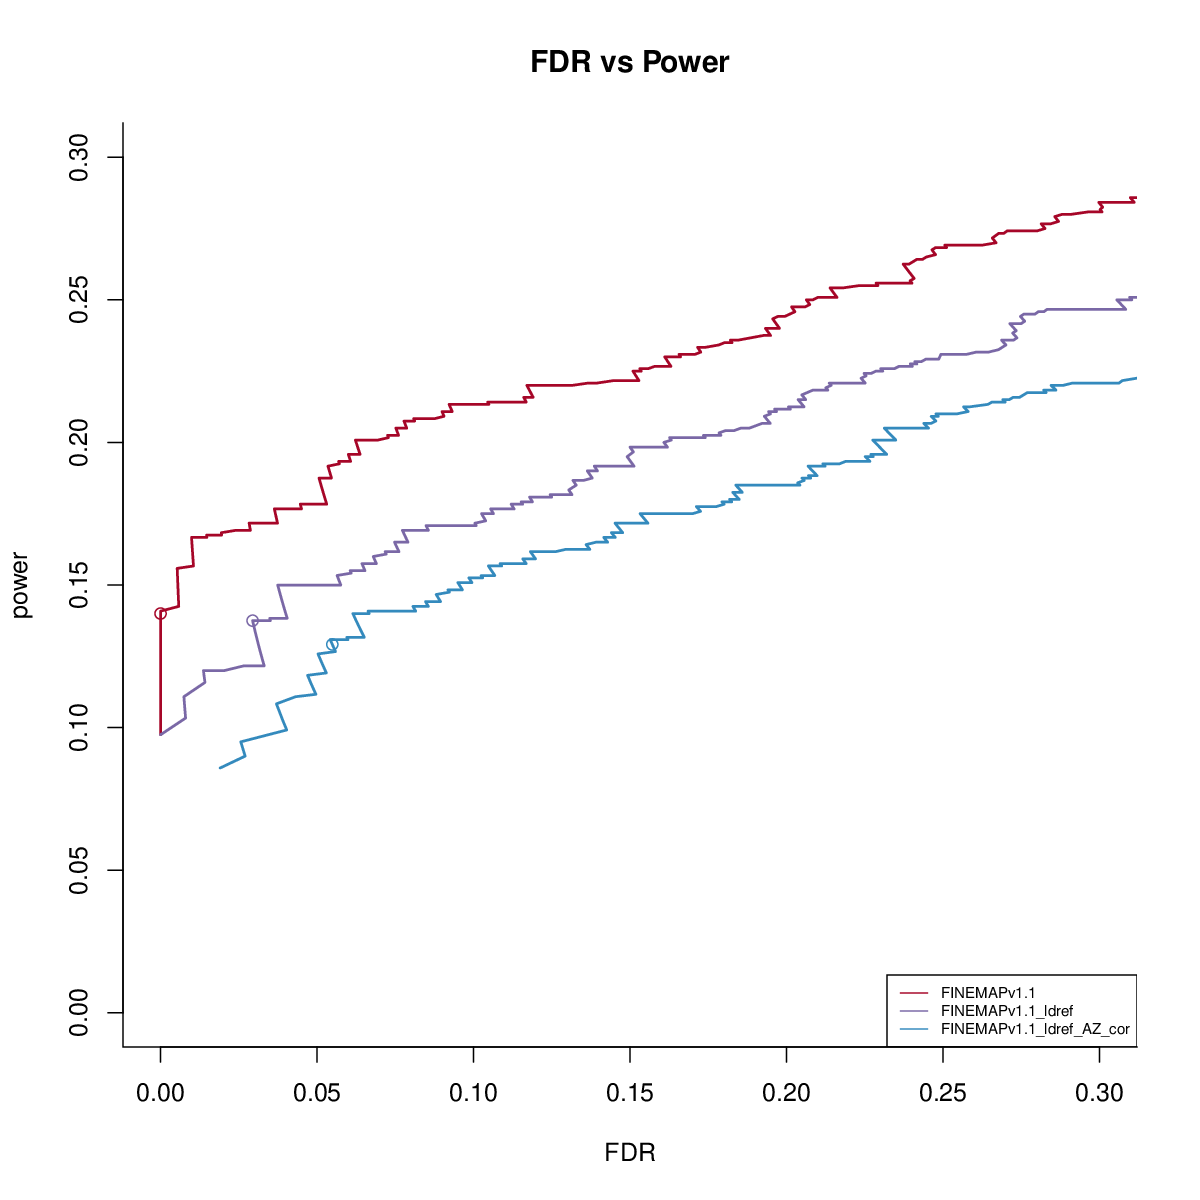 FDR vs Power
power
0.30
0.25
0.20
0.15
0.10
0.05
0.00
FINEMAPv1.1
FINEMAPv1.1_ldref
FINEMAPv1.1_ldref_AZ_cor
0.00 0.05 0.10 0.15 0.20 0.25 0.30
FDR